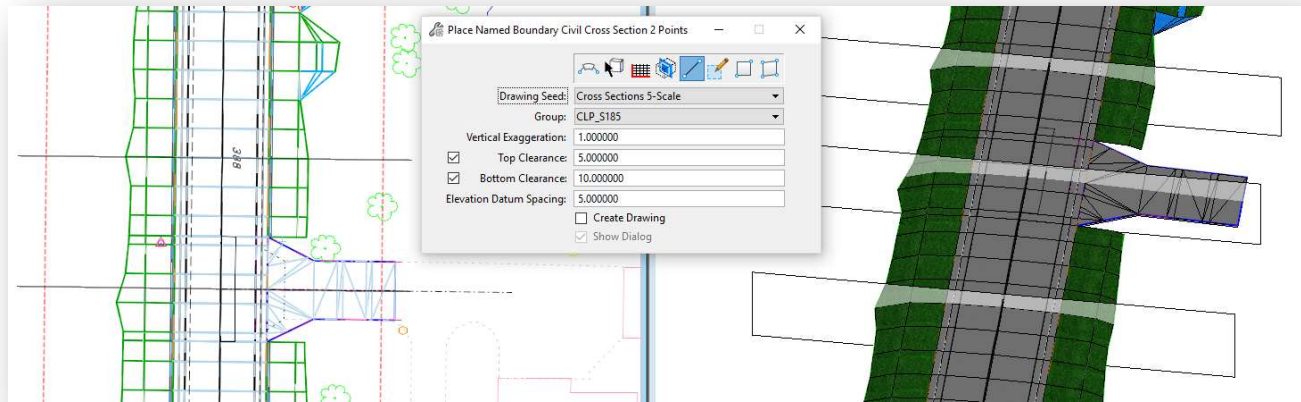 Place Named Boundary Civil Cross Section 2 Points
Drawing Seed: Cross Sections 5-Scale
Group: CLP_S185
Vertical Exaggeration: 1.000000
Top Clearance: 5.000000
Bottom Clearance: 10.000000
Elevation Datum Spacing: 5.000000
Create Drawing
Show Dialog
388